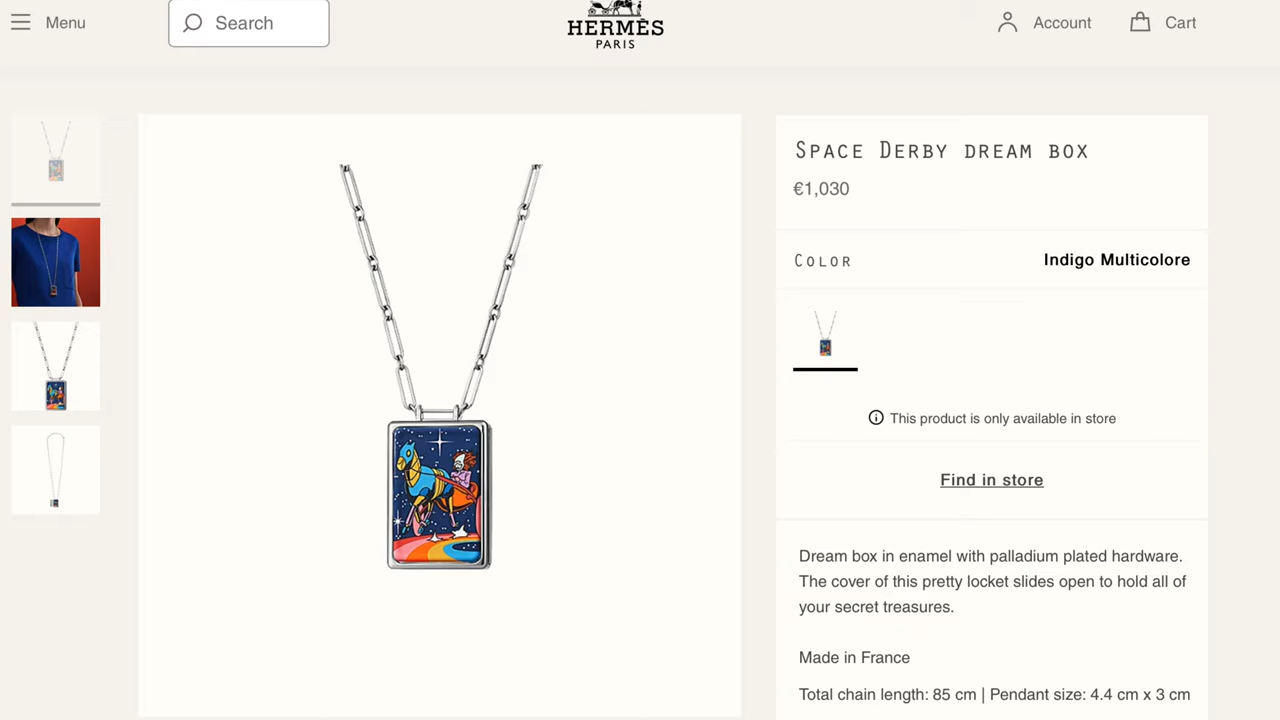 Menu
Search
HERMÈS
PARIS
Account
Cart
SPACE DERBY DREAM BOX
€1,030
COLOR
Indigo Multicolore
This product is only available in store
Find in store
Dream box in enamel with palladium plated hardware.
The cover of this pretty locket slides open to hold all of
your secret treasures.
Made in France
Total chain length: 85 cm | Pendant size: 4.4 cm x 3 cm